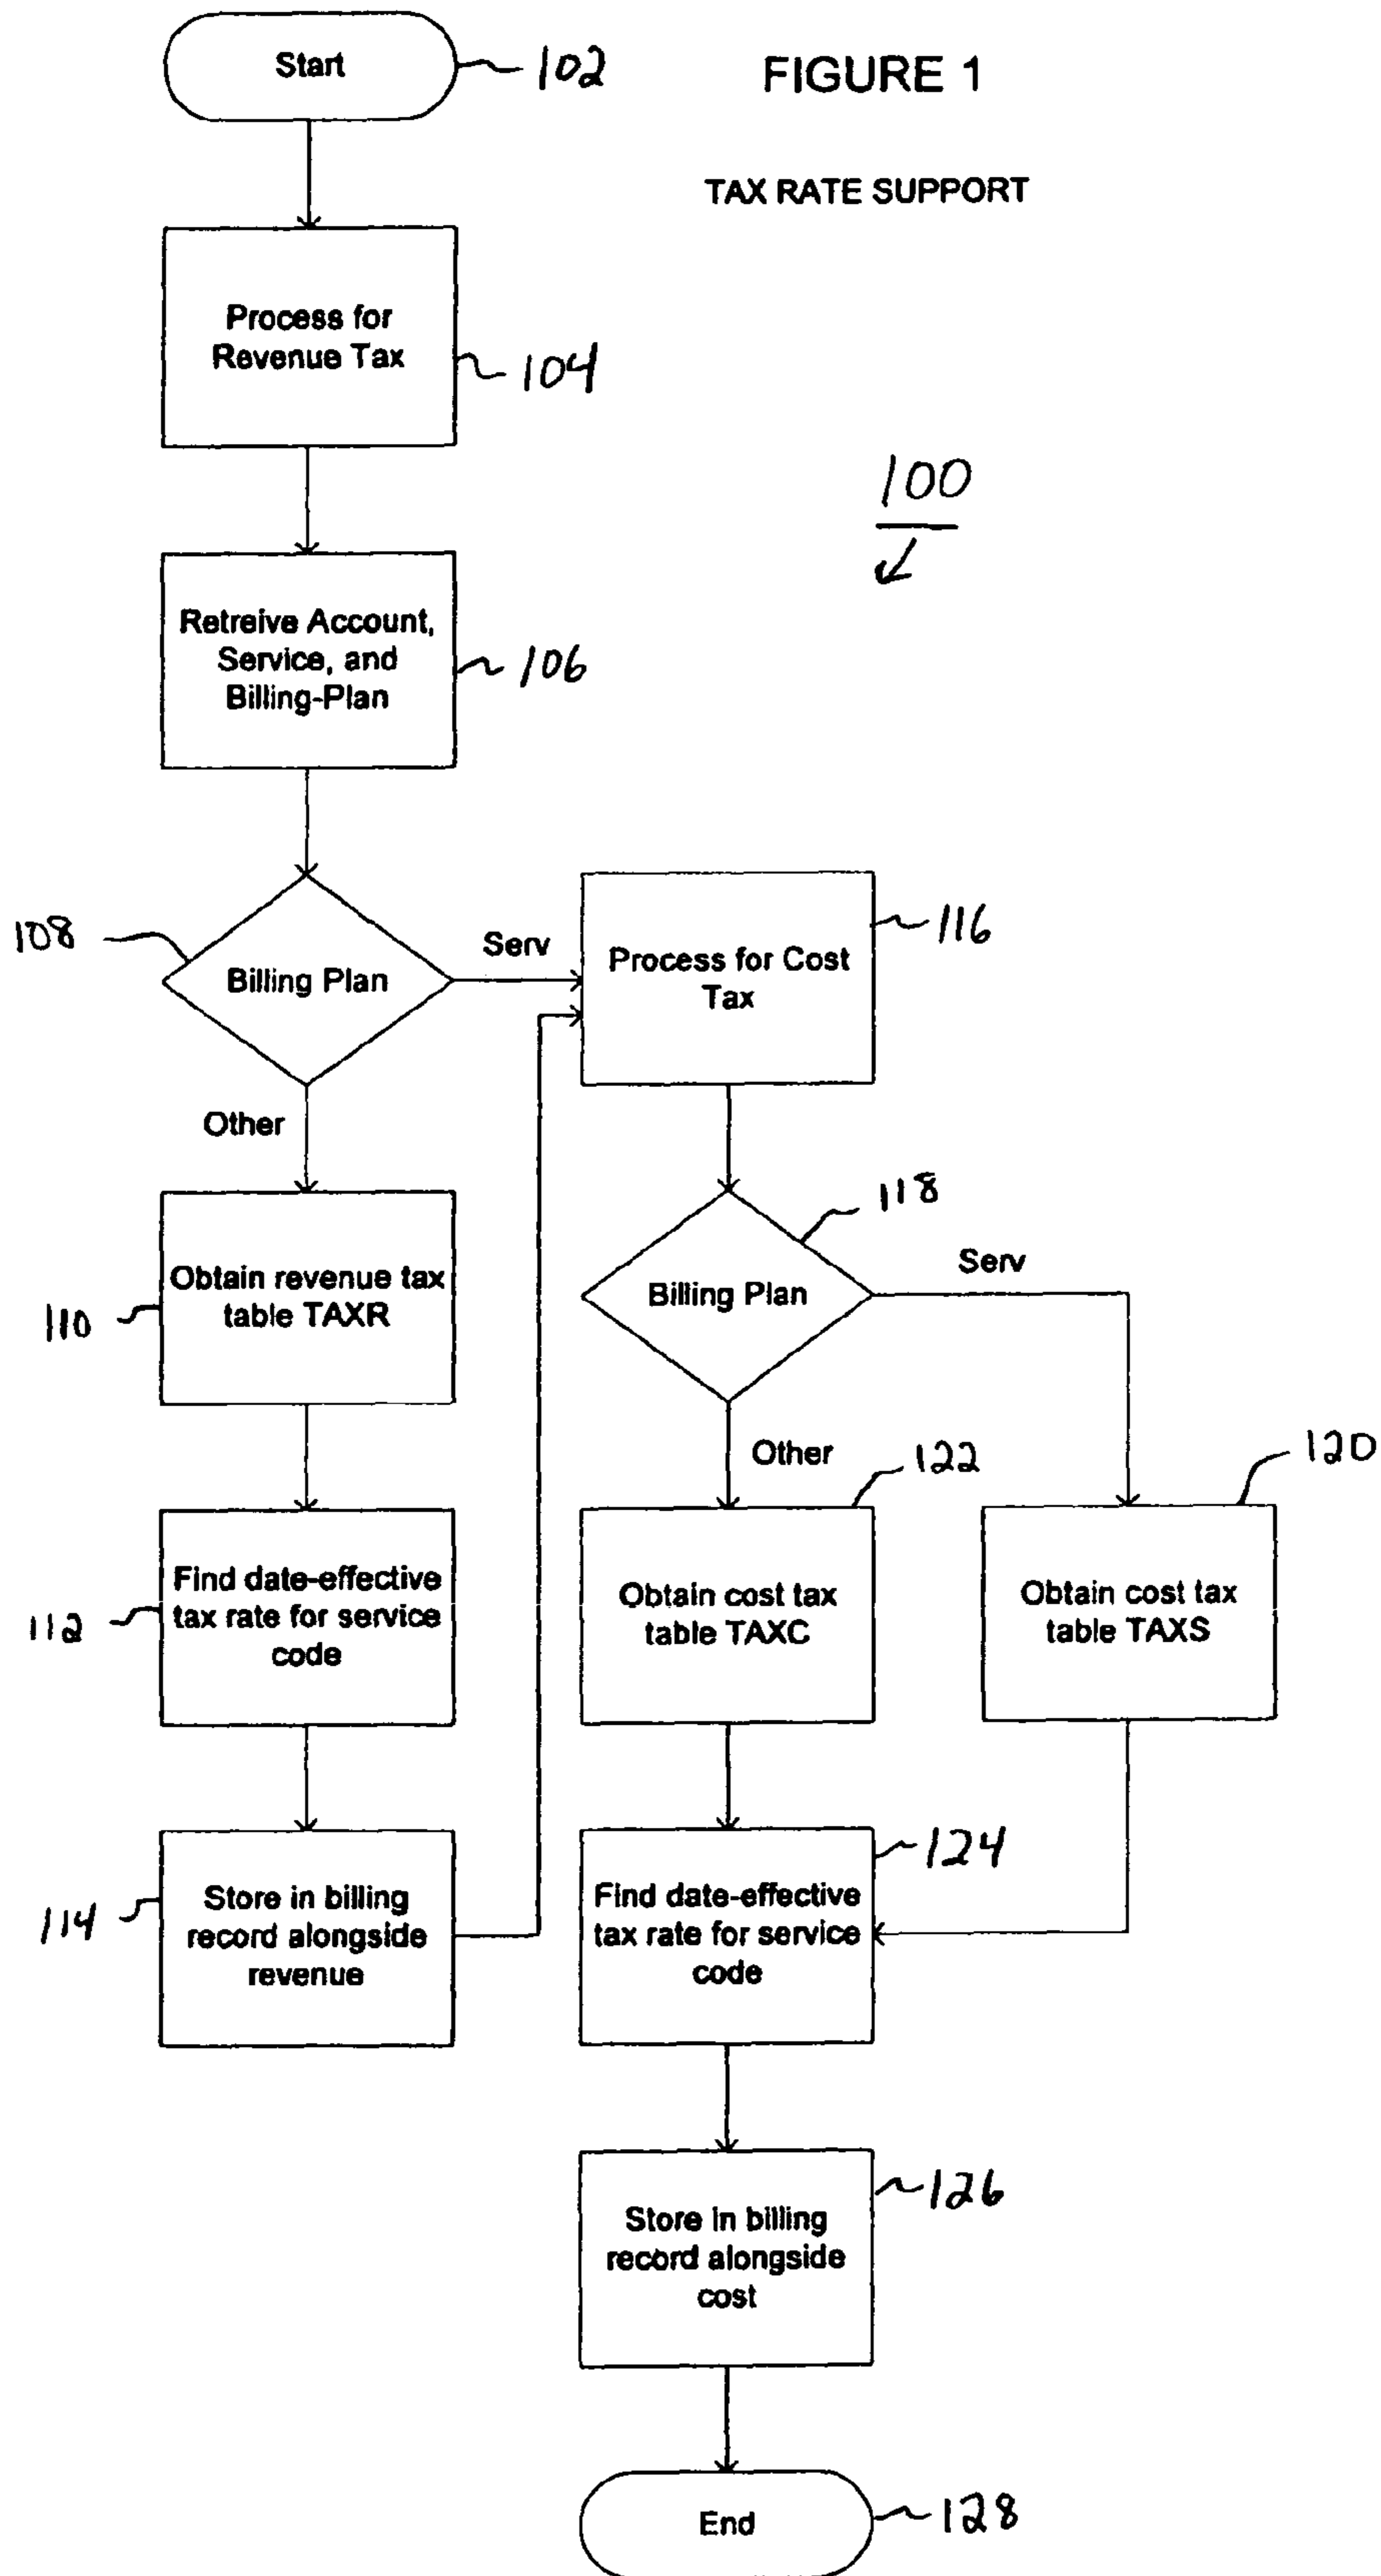 Start
102
FIGURE 1
TAX RATE SUPPORT
Process for
Revenue Tax
104
100
Retreive Account,
Service, and
Billing-Plan
106
108
Billing Plan
Serv
Other
Process for Cost
Tax
116
110
Obtain revenue tax
table TAXR
118
Billing Plan
Serv
Other
112
Find date-effective
tax rate for service
code
122
Obtain cost tax
table TAXC
120
Obtain cost tax
table TAXS
114
Store in billing
record alongside
revenue
124
Find date-effective
tax rate for service
code
126
Store in billing
record alongside
cost
End
128